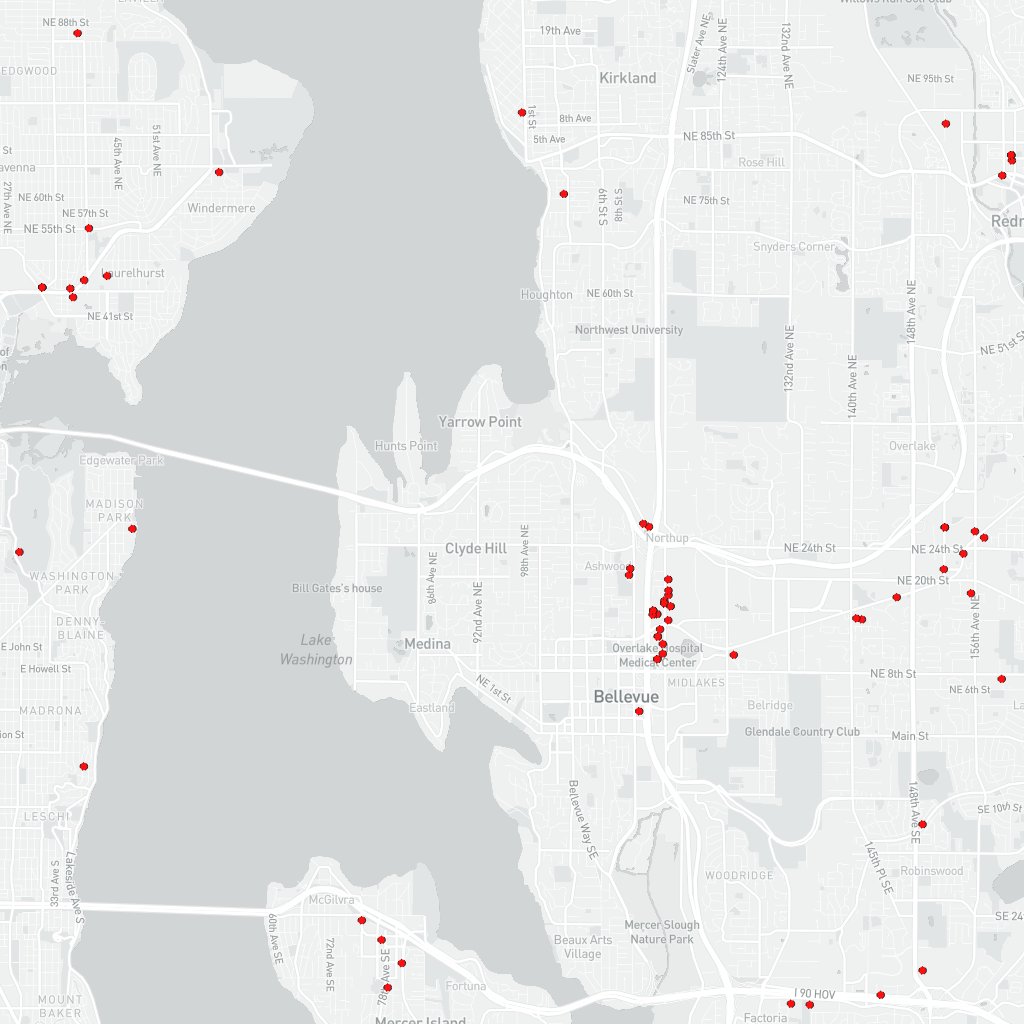 Willows Run Golf Club
NE 88th St
19th Ave
Slater Ave NE
124th Ave NE
132nd Ave NE
EDGWOOD
Kirkland
NE 95th St
1st St
8th Ave
5th Ave
51st Ave NE
45th Ave NE
NE 85th St
Rose Hill
27th Ave NE
NE 60th St
NE 57th St
NE 55th St
Windermere
6th St S
8th St S
NE 75th St
Snyders Corner
Laurelhurst
NE 41st St
Houghton
NE 60th St
148th Ave NE
Northwest University
132nd Ave NE
140th Ave NE
NE 51st St
Yarrow Point
Hunts Point
Overlake
Edgewater Park
MADISON
PARK
98th Ave NE
Northup
Clyde Hill
NE 24th St
NE 24th St
Ashwood
NE 20th St
WASHINGTON
PARK
Bill Gates's house
86th Ave NE
92nd Ave NE
156th Ave NE
DENNY-
BLAINE
E John St
Lake
Washington
Medina
Overlake Hospital
Medical Center
E Howell St
NE 8th St
MIDLAKES
NE 1st St
Bellevue
NE 6th St
MADRONA
Eastland
Belridge
Glendale Country Club
Main St
148th Ave SE
SE 10th St
LESCHI
Bellevue Way SE
145th Pl SE
Robinswood
WOODRIDGE
33rd Ave S
Lakeside Ave S
McGilvra
60th Ave SE
72nd Ave SE
78th Ave SE
Mercer Slough
Nature Park
Beaux Arts
Village
SE 24
Fortuna
I 90 HOV
Factoria
MOUNT
BAKER
Mercer Island